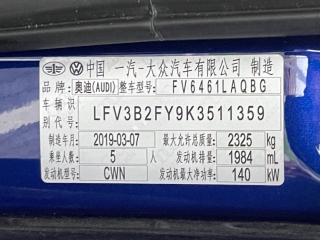 中国 一汽-大众汽车有限公司 制造
品牌 奥迪(AUDI) 整车型号 FV6461LAQBG
车辆识别代号 LFV3B2FY9K3511359
制造年月 2019-03-07 最大允许总质量 2325 kg
乘坐人数 5 人 发动机排量 1984 mL
发动机型号 CWN 发动机最大净功率 140 kW